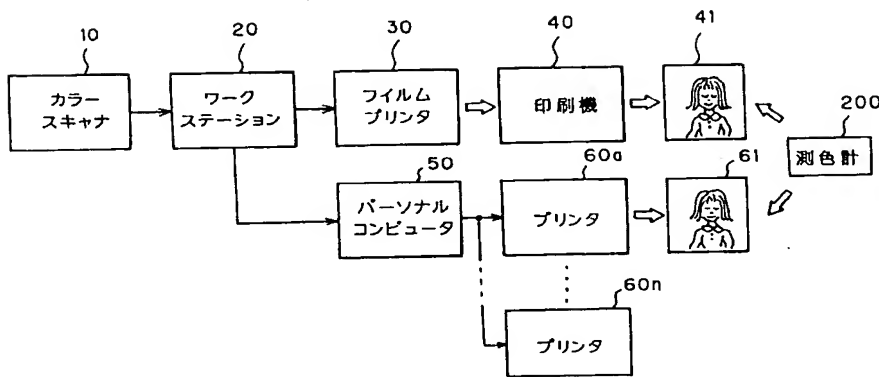 10
20
30
40
41
カラー
スキャナ
ワーク
ステーション
フイルム
プリンタ
印刷機
200
測色計
50
60a
61
パーソナル
コンピュータ
プリンタ
60n
プリンタ